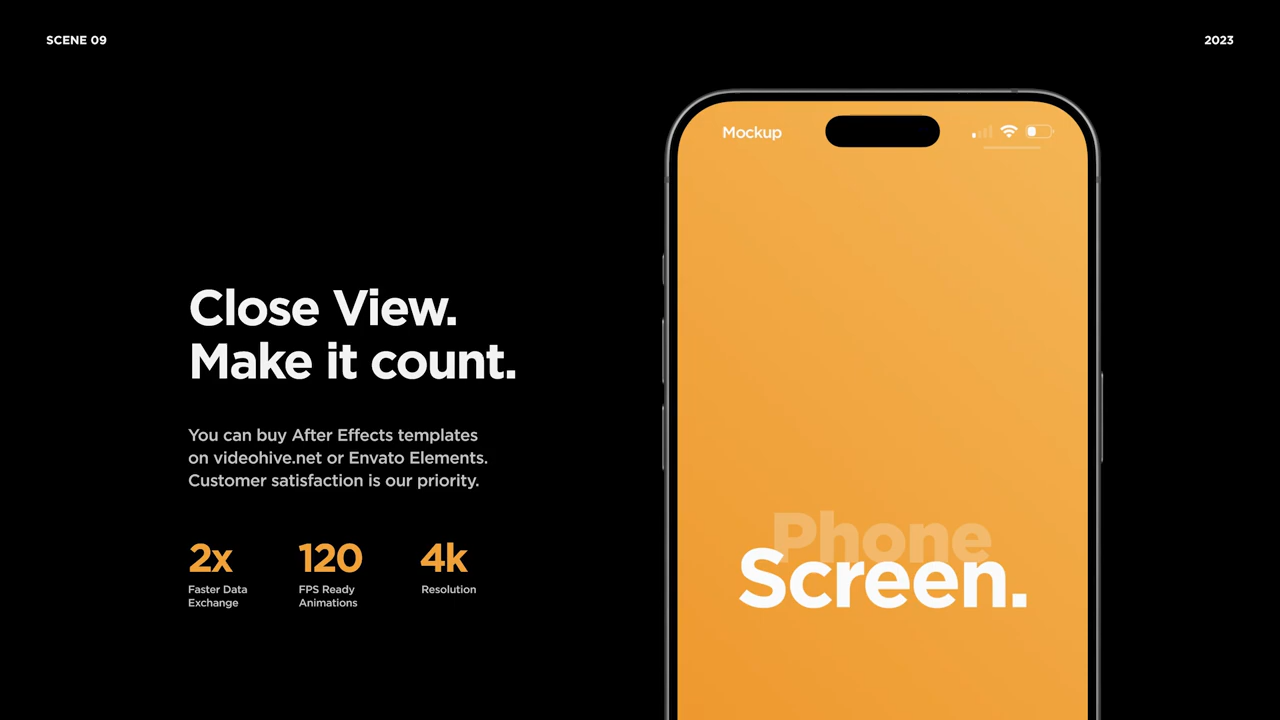 SCENE 09
2023
Mockup
Close View.
Make it count.
You can buy After Effects templates
on videohive.net or Envato Elements.
Customer satisfaction is our priority.
2x
Faster Data
Exchange
120
FPS Ready
Animations
4k
Resolution
Phone
Screen.